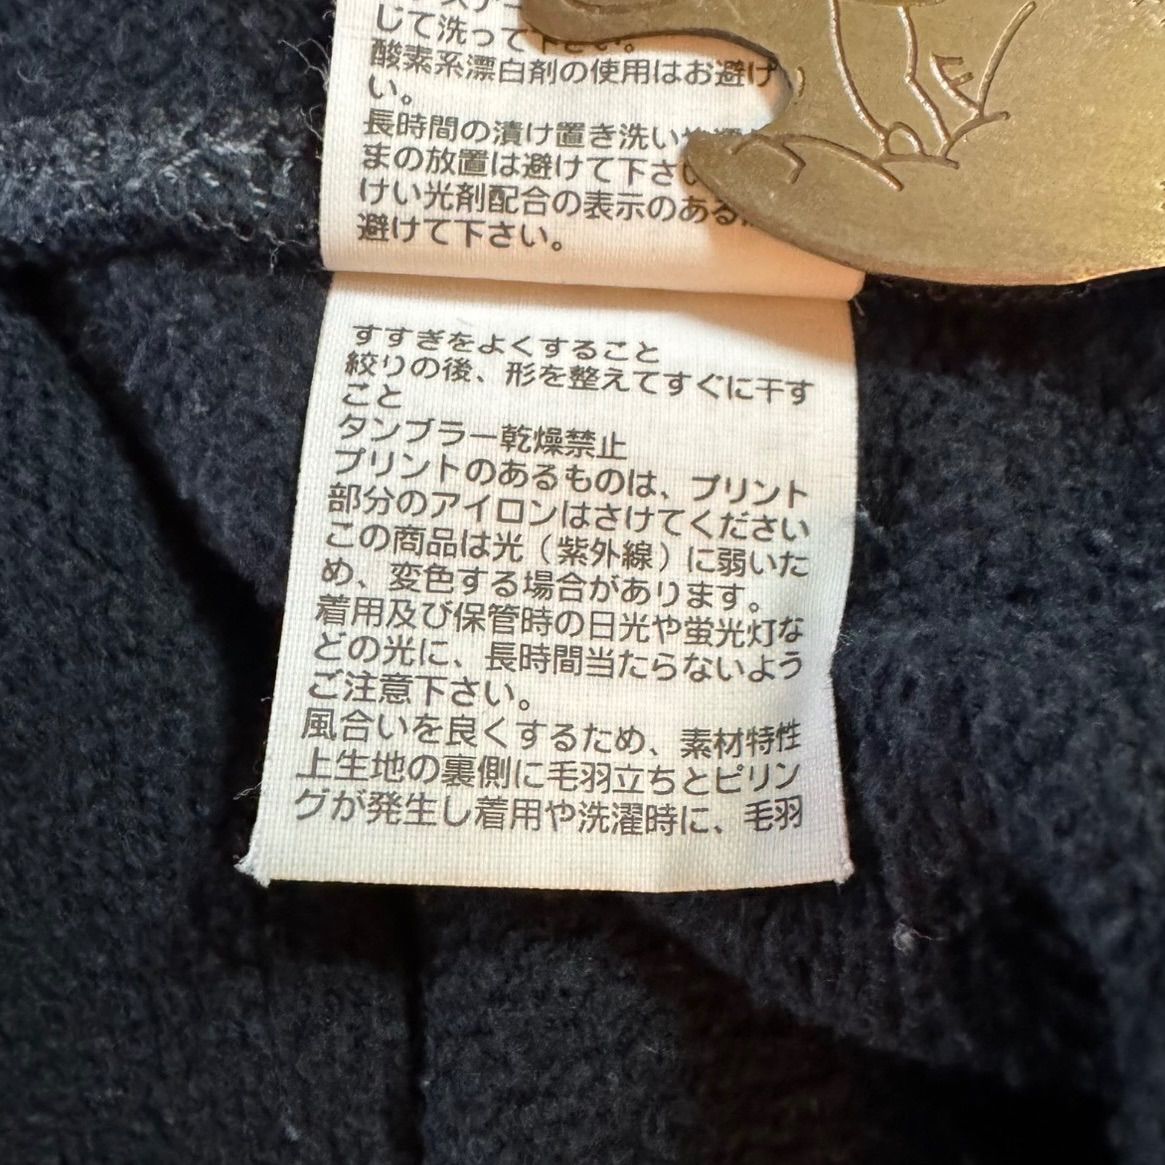 じて洗って下さい。
酸素系漂白剤の使用はお避け
い。
長時間の漬け置き洗い
まの放置は避けて下さい
けい光剤配合の表示のある
避けて下さい。
すすぎをよくすること
絞りの後、形を整えてすぐに干す
こと
タンブラー乾燥禁止
プリントのあるものは、プリント
部分のアイロンはさけてください
この商品は光（紫外線）に弱いた
め、変色する場合があります。
着用及び保管時の日光や蛍光灯な
どの光に、長時間当たらないよう
ご注意下さい。
風合いを良くするため、素材特性
上生地の裏側に毛羽立ちとピリン
グが発生し着用や洗濯時に、毛羽